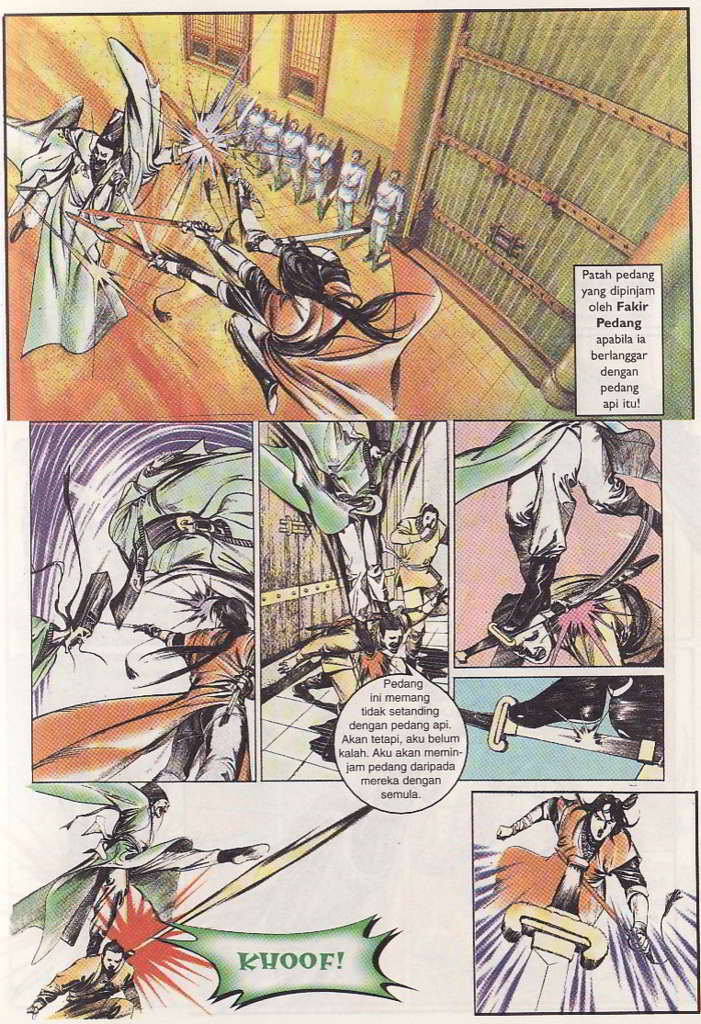 Patah pedang
yang dipinjam
oleh Fakir
Pedang
apabila ia
berlanggar
dengan
pedang
api itu!
Pedang
ini memang
tidak setanding
dengan pedang api.
Akan tetapi, aku belum
kalah. Aku akan memin-
jam pedang daripada
mereka dengan
semula.
KHOOF!